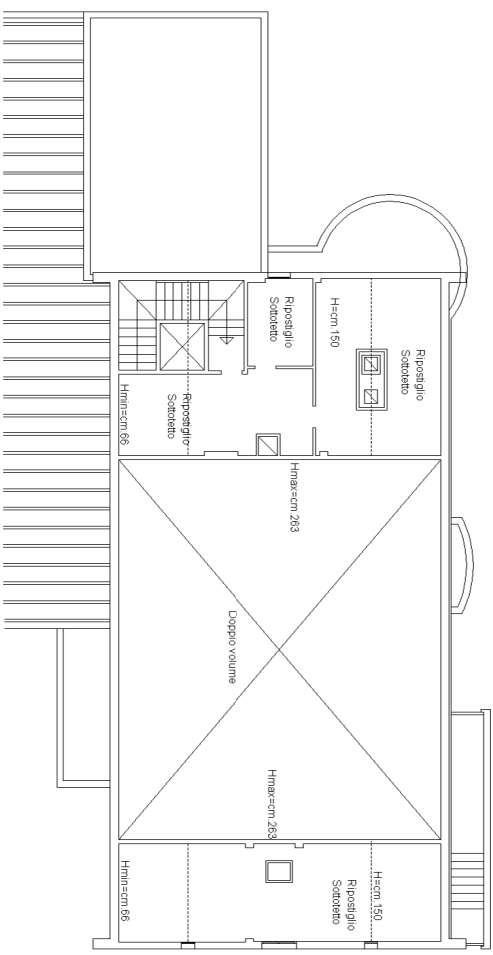 Ripostiglio
Sottotetto
H=cm.150
Ripostiglio
Sottotetto
Ripostiglio
Sottotetto
Hmin=cm.66
Hmax=cm.263
Doppio volume
Hmax=cm.263
H=cm.150
Ripostiglio
Sottotetto
Hmin=cm.66